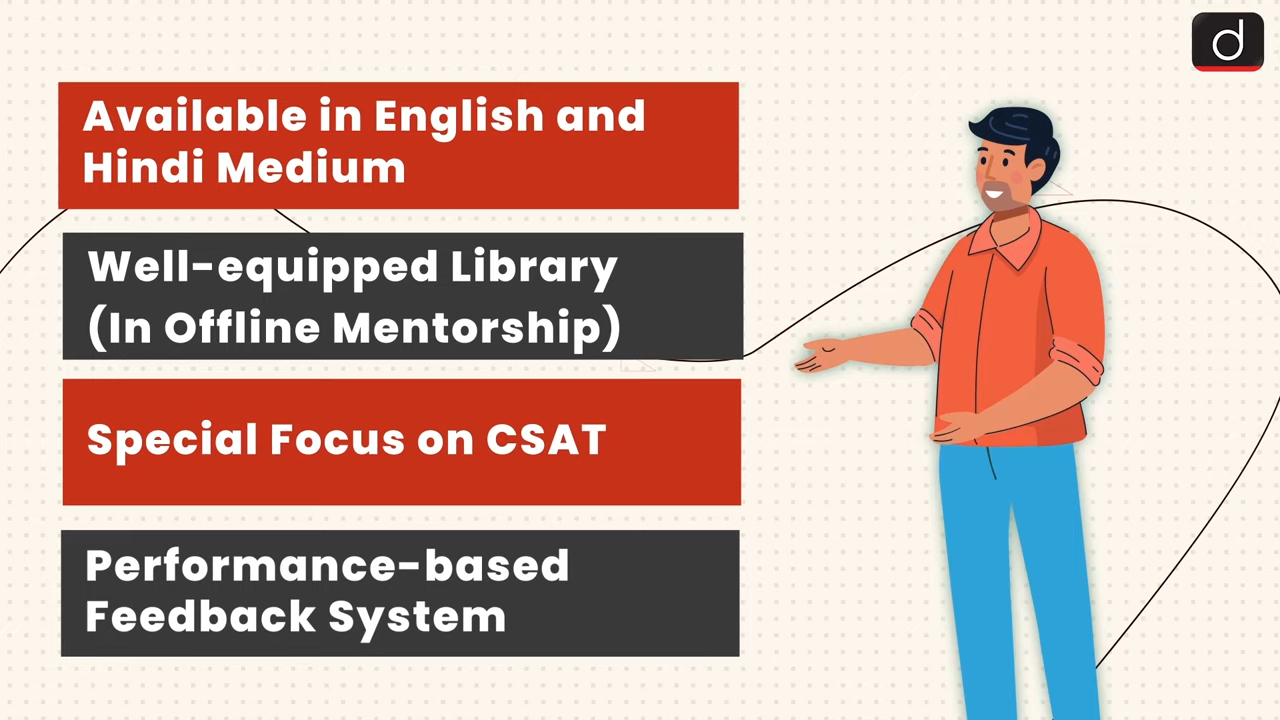 d
Available in English and
Hindi Medium
Well-equipped Library
(In Offline Mentorship)
Special Focus on CSAT
Performance-based
Feedback System